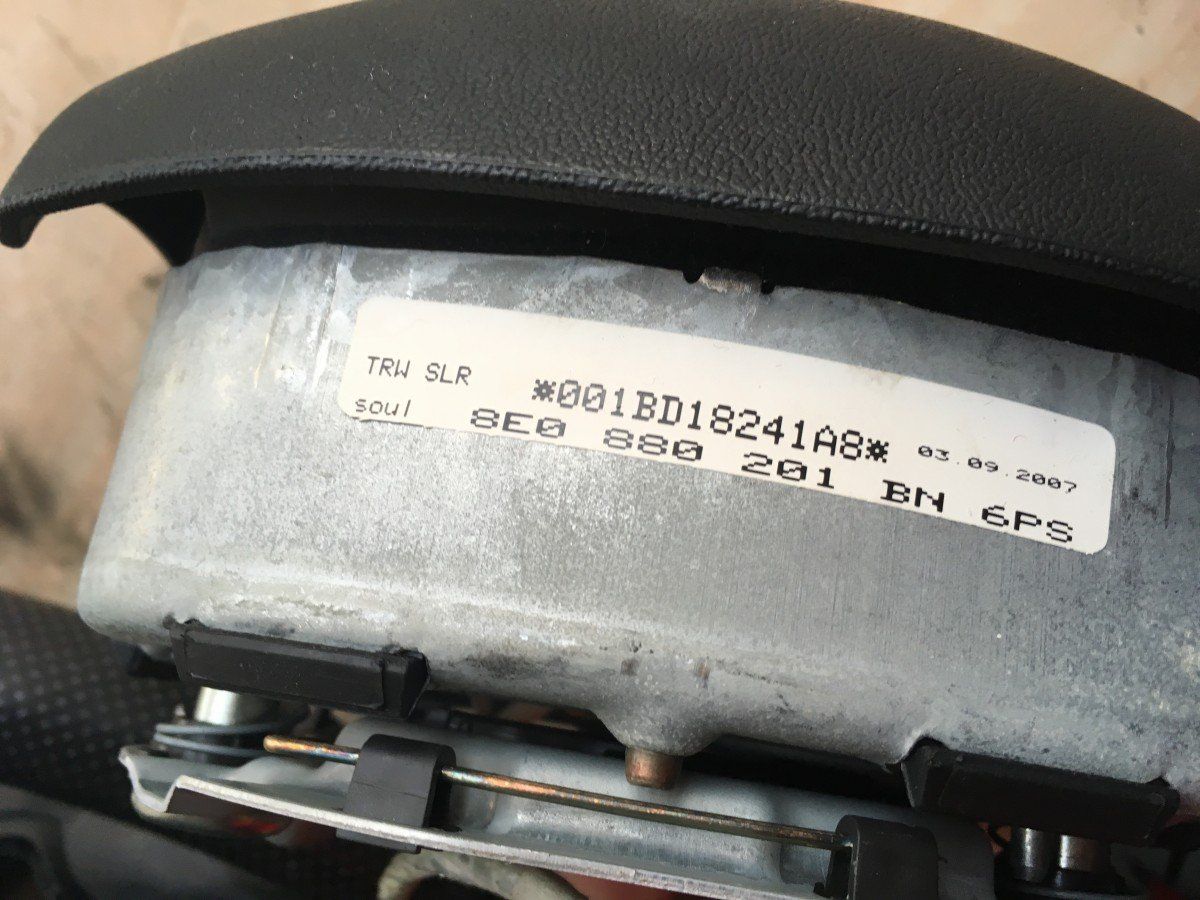 TRW SLR *001BD18241A8* 03.09.2007
soul 8E0 880 201 BN 6PS